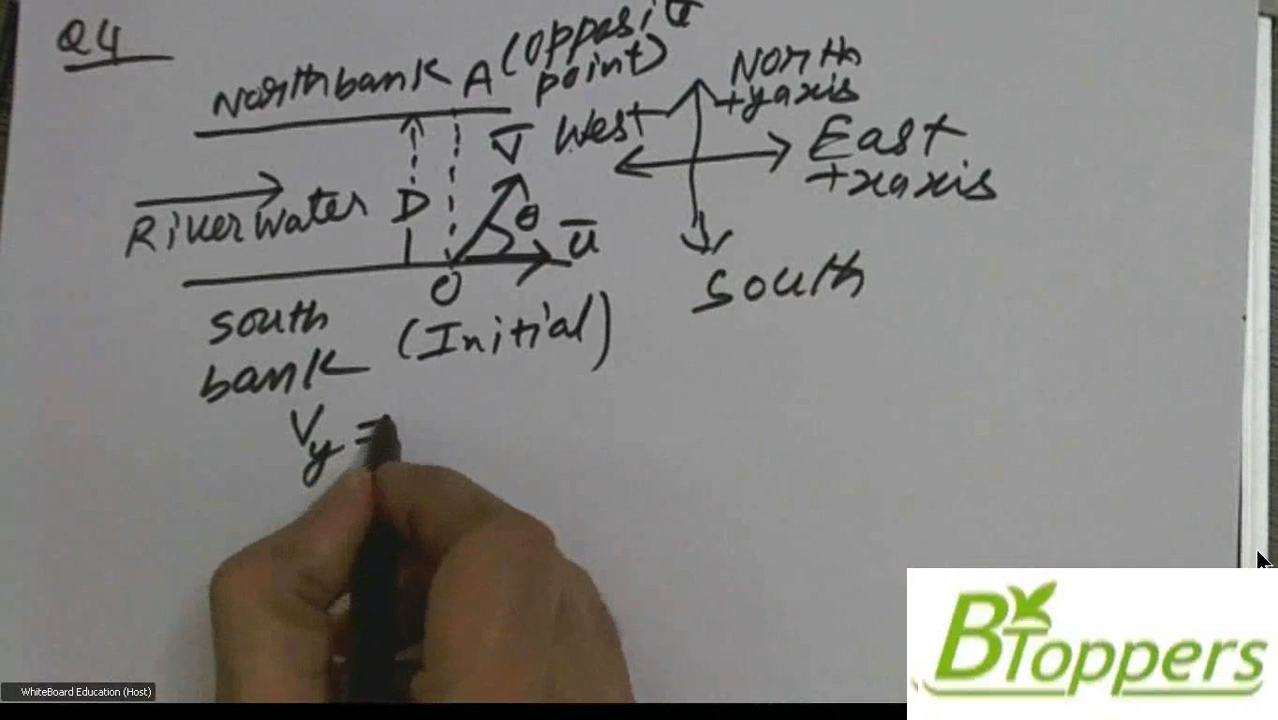 Q4
North bank A (opposite point)
North
+y axis
West
East
+x axis
V̅
River water
D
θ
u̅
O
(Initial)
South
south
bank
Vy =
BToppers
WhiteBoard Education (Host)